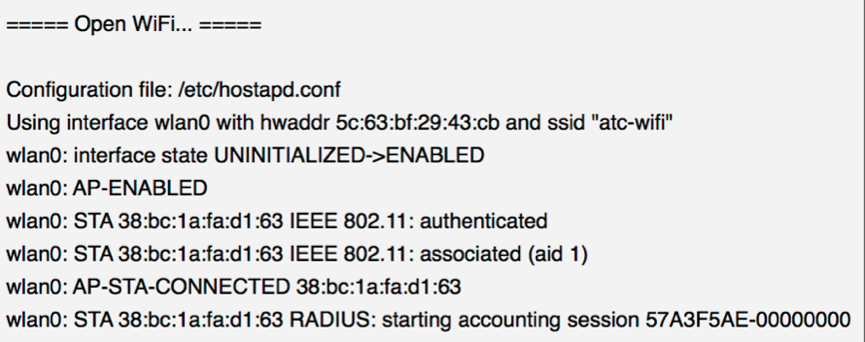 ===== Open WiFi... =====
Configuration file: /etc/hostapd.conf
Using interface wlan0 with hwaddr 5c:63:bf:29:43:cb and ssid "atc-wifi"
wlan0: interface state UNINITIALIZED->ENABLED
wlan0: AP-ENABLED
wlan0: STA 38:bc:1a:fa:d1:63 IEEE 802.11: authenticated
wlan0: STA 38:bc:1a:fa:d1:63 IEEE 802.11: associated (aid 1)
wlan0: AP-STA-CONNECTED 38:bc:1a:fa:d1:63
wlan0: STA 38:bc:1a:fa:d1:63 RADIUS: starting accounting session 57A3F5AE-00000000